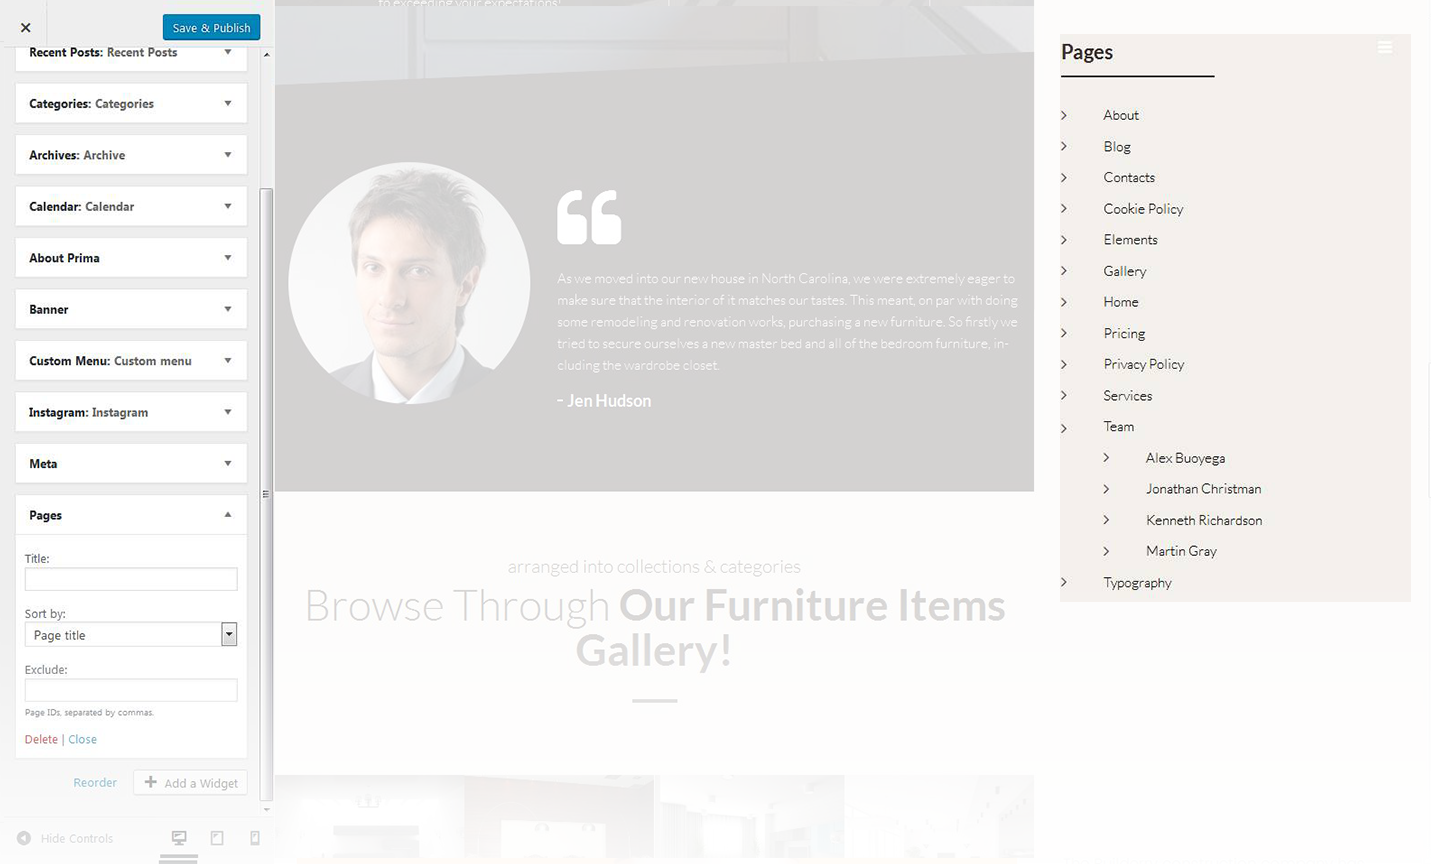 Save & Publish
Recent Posts: Recent Posts
Categories: Categories
Archives: Archive
Calendar: Calendar
About Prima
Banner
Custom Menu: Custom menu
Instagram: Instagram
Meta
Pages
Title:
Sort by:
Page title
Exclude:
Page IDs, separated by commas.
Delete | Close
Reorder
Add a Widget
Hide Controls
to exceeding your expectations!
As we moved into our new house in North Carolina, we were extremely eager to
make sure that the interior of it matches our tastes. This meant, on par with doing
some remodeling and renovation works, purchasing a new furniture. So firstly we
tried to secure ourselves a new master bed and all of the bedroom furniture, in-
cluding the wardrobe closet.
- Jen Hudson
arranged into collections & categories
Browse Through Our Furniture Items
Gallery!
Pages
About
Blog
Contacts
Cookie Policy
Elements
Gallery
Home
Pricing
Privacy Policy
Services
Team
Alex Buoyega
Jonathan Christman
Kenneth Richardson
Martin Gray
Typography